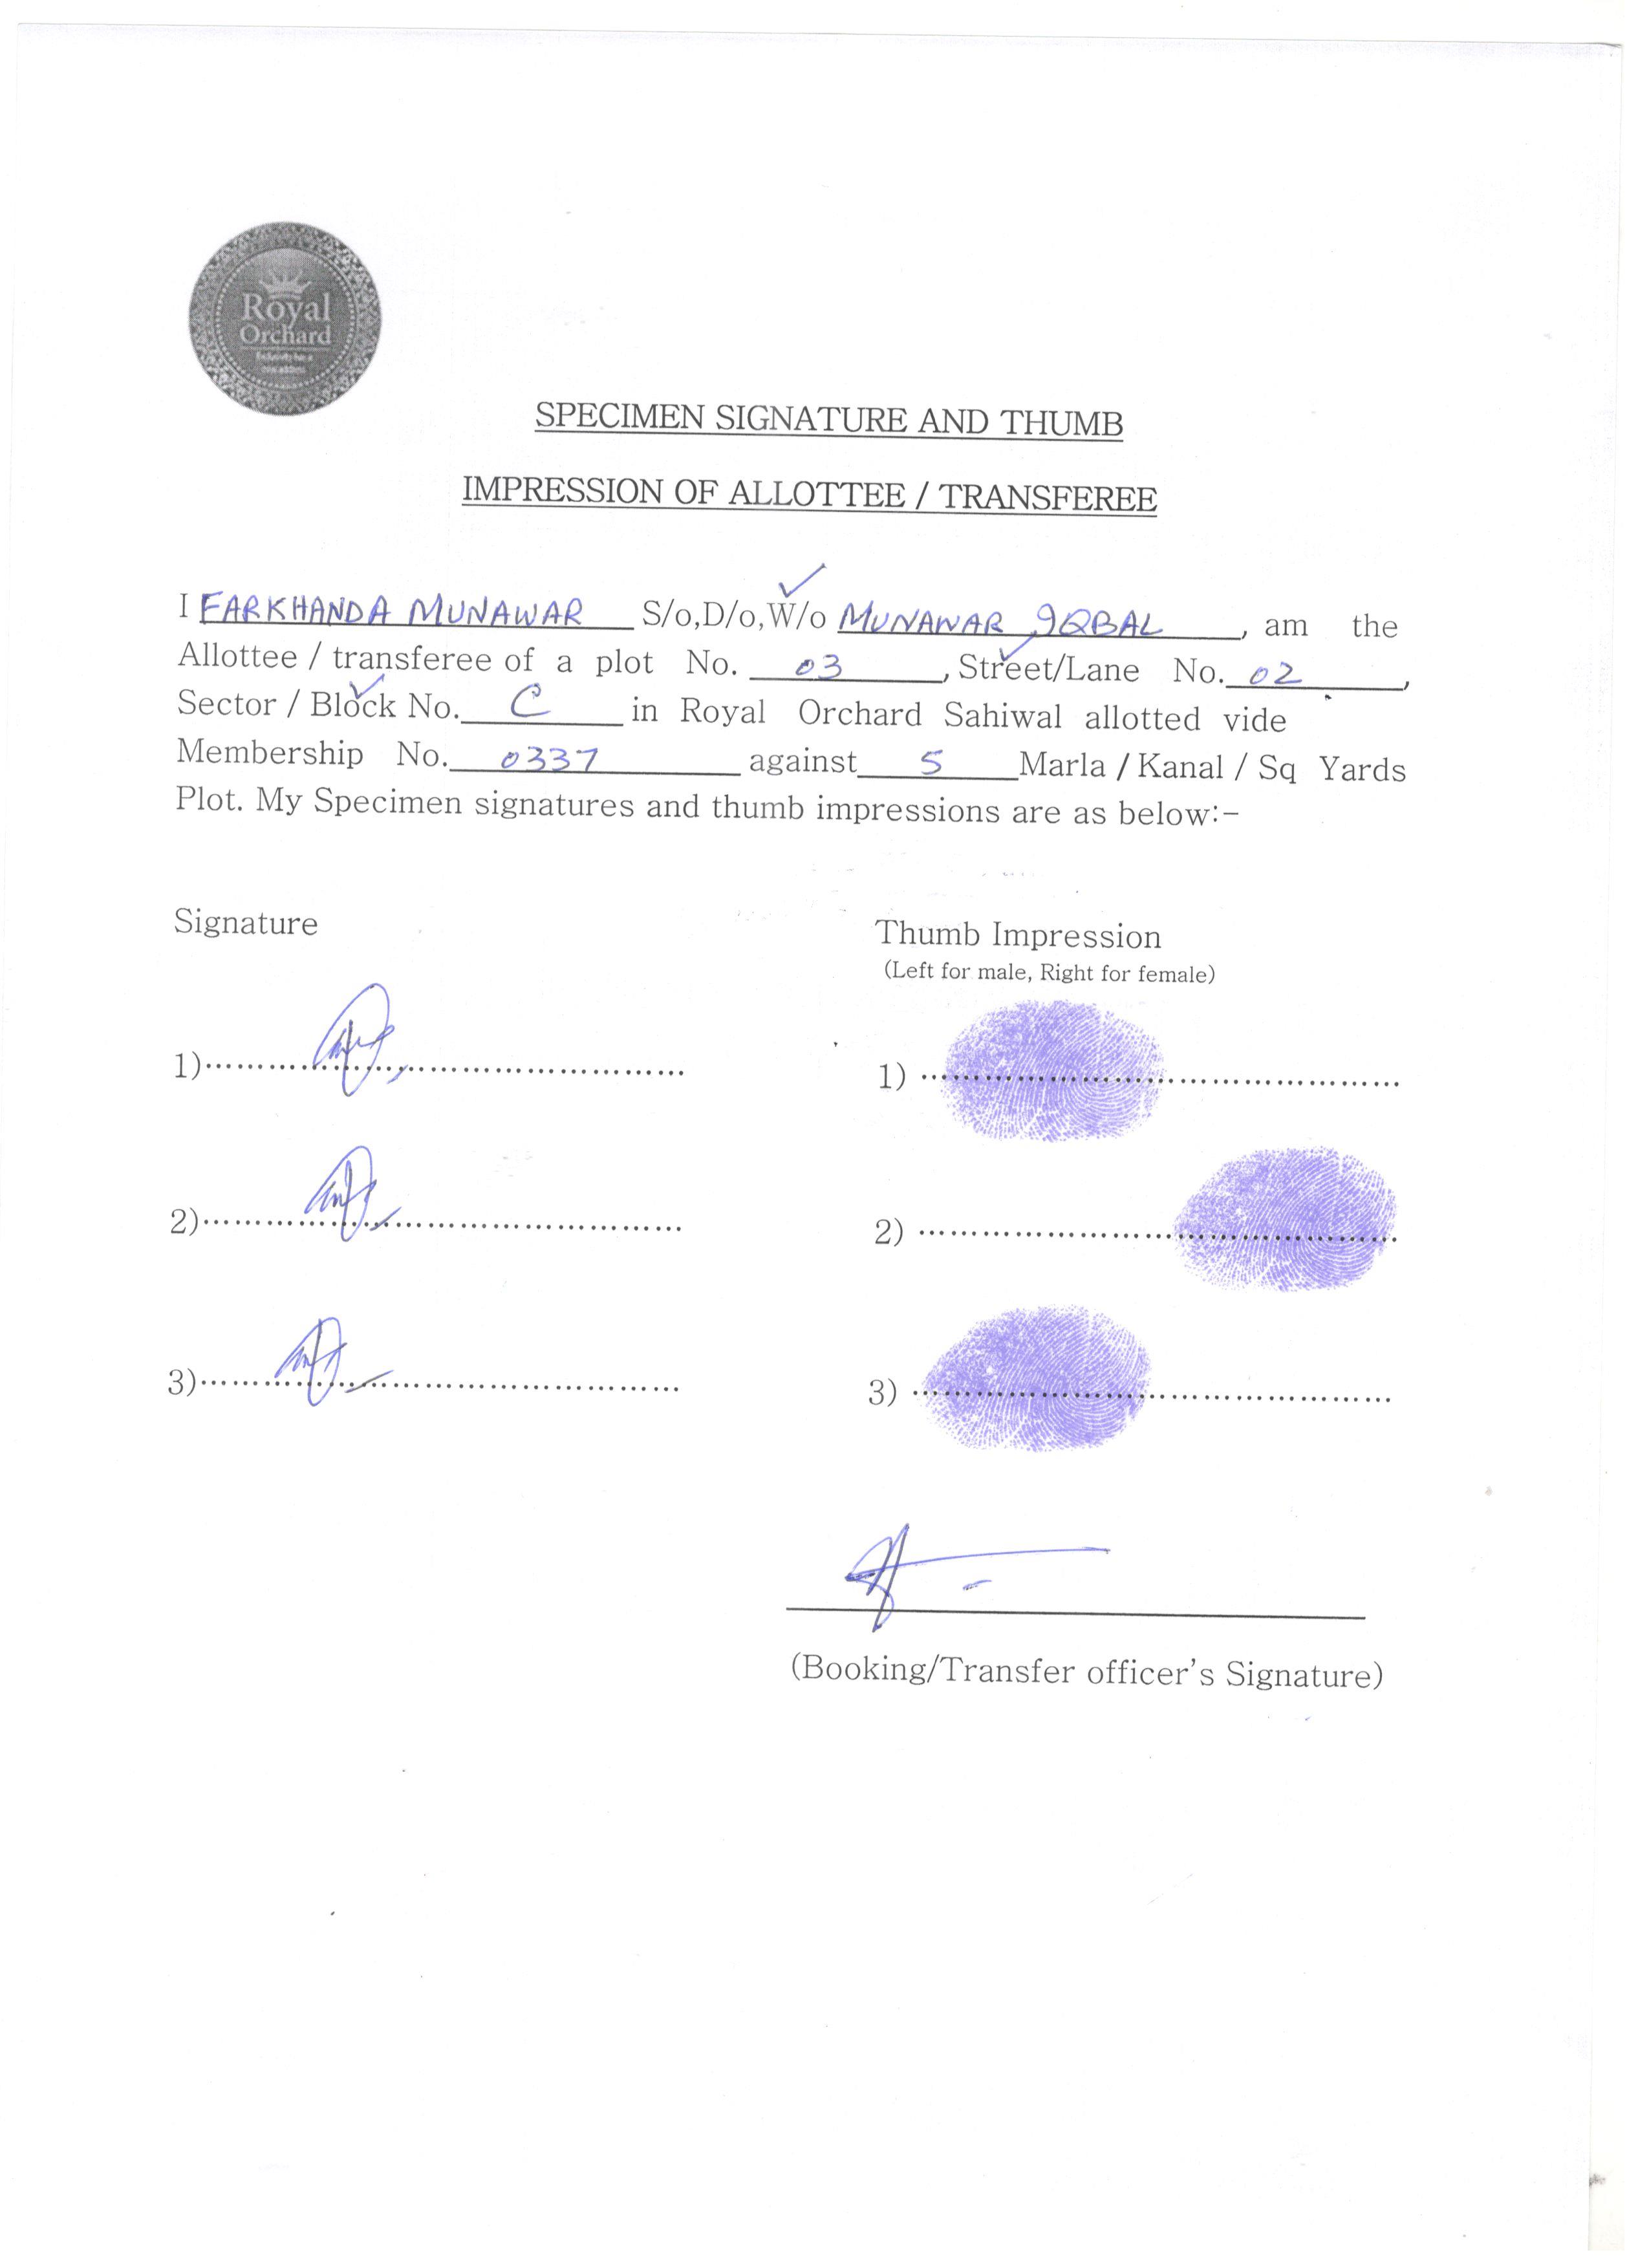 Royal
Orchard
SPECIMEN SIGNATURE AND THUMB
IMPRESSION OF ALLOTTEE / TRANSFEREE
I FARKHANDA MUNAWAR S/o,D/o,W/o MUNAWAR IQBAL, am the
Allottee / transferee of a plot No. 03, Street/Lane No. 02,
Sector / Block No. C in Royal Orchard Sahiwal allotted vide
Membership No. 0337 against 5 Marla / Kanal / Sq Yards
Plot. My Specimen signatures and thumb impressions are as below:-
Signature
Thumb Impression
(Left for male, Right for female)
1)
1)
2)
2)
3)
3)
(Booking/Transfer officer's Signature)